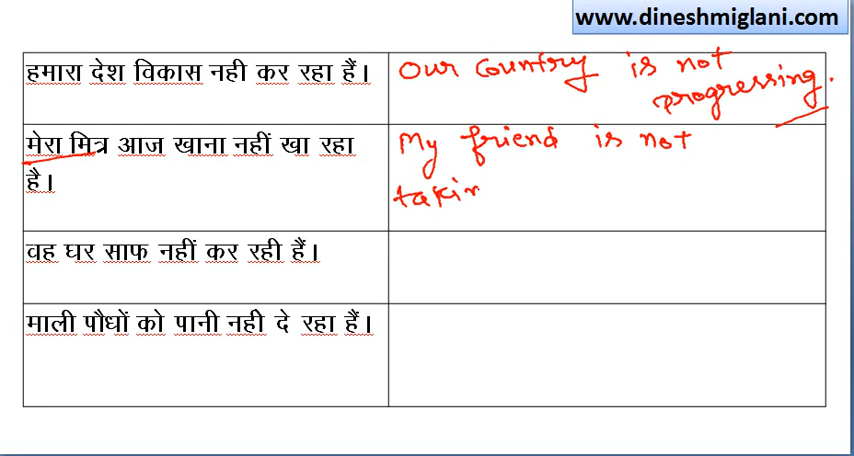 www.dineshmiglani.com
हमारा देश विकास नही कर रहा हैं।
Our Country is not
progressing.
मेरा मित्र आज खाना नहीं खा रहा
है।
My friend is not
takin
वह घर साफ नहीं कर रही हैं।
माली पौधों को पानी नही दे रहा हैं।